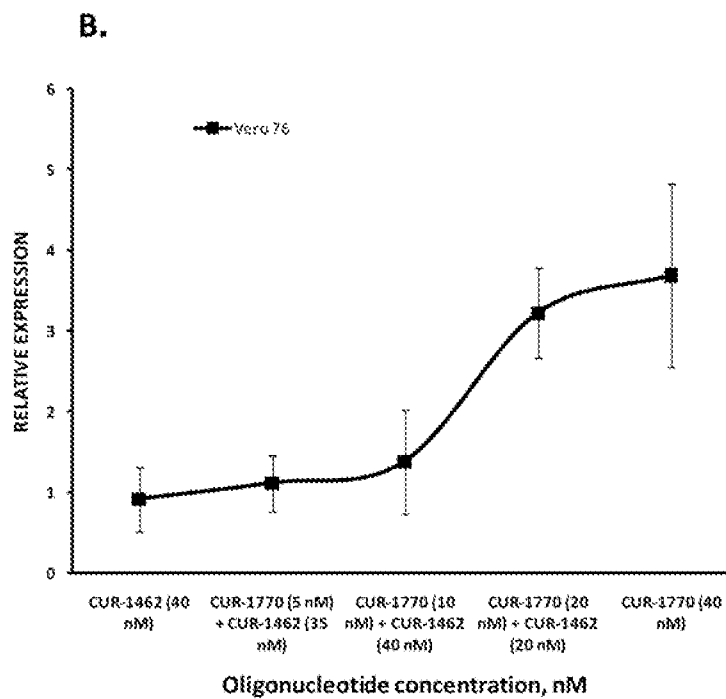 B.
6
5
4
3
2
1
0
RELATIVE EXPRESSION
Vero 76
CUR-1462 (40
nM)
CUR-1770 (5 nM)
+ CUR-1462 (35
nM)
CUR-1770 (10
nM) + CUR-1462
(40 nM)
CUR-1770 (20
nM) + CUR-1462
(20 nM)
CUR-1770 (40
nM)
Oligonucleotide concentration, nM